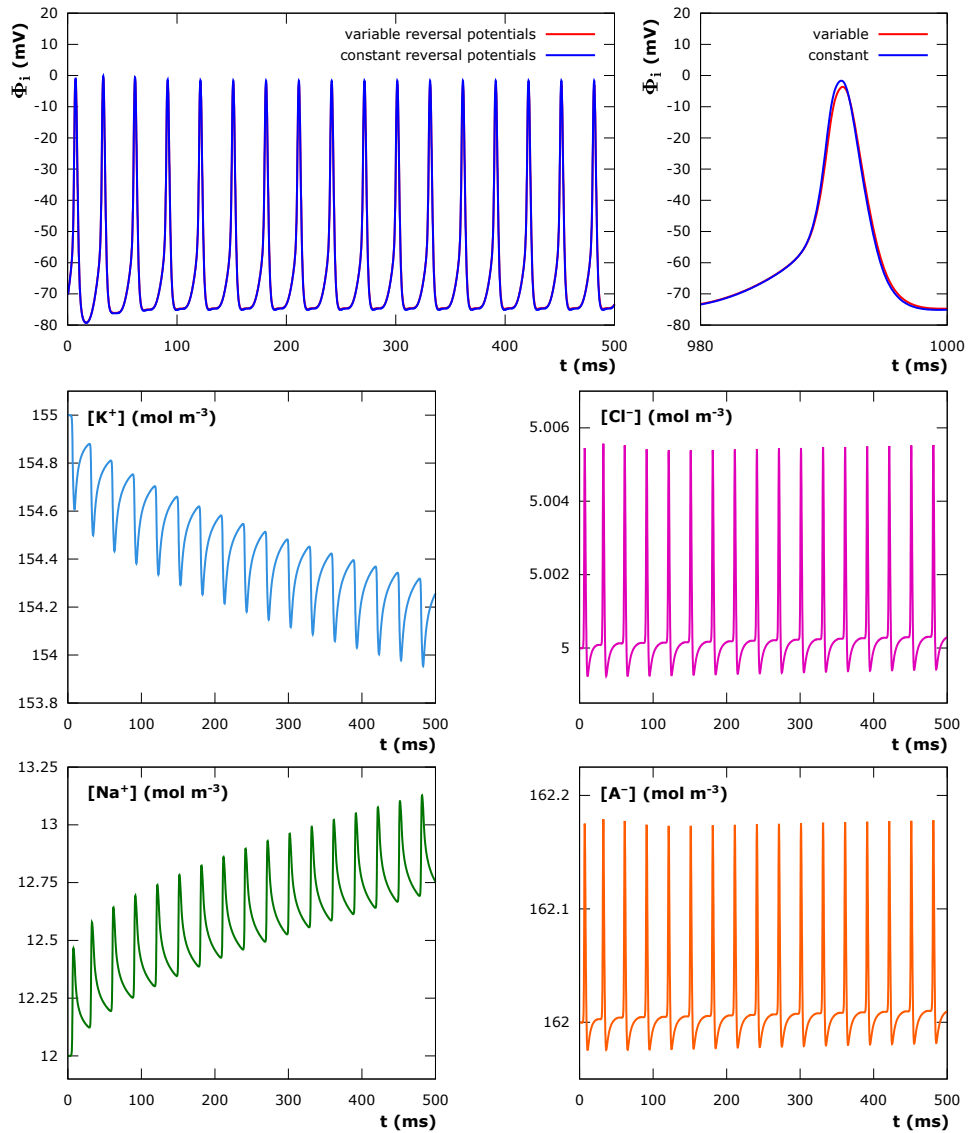 Φi (mV)
20
10
0
-10
-20
-30
-40
-50
-60
-70
-80
variable reversal potentials
constant reversal potentials
0 100 200 300 400 500
t (ms)
Φi (mV)
20
10
0
-10
-20
-30
-40
-50
-60
-70
-80
variable
constant
980 1000
t (ms)
[K+] (mol m-3)
155
154.8
154.6
154.4
154.2
154
153.8
0 100 200 300 400 500
t (ms)
[Cl−] (mol m-3)
5.006
5.004
5.002
5
0 100 200 300 400 500
t (ms)
[Na+] (mol m-3)
13.25
13
12.75
12.5
12.25
12
0 100 200 300 400 500
t (ms)
[A−] (mol m-3)
162.2
162.1
162
0 100 200 300 400 500
t (ms)